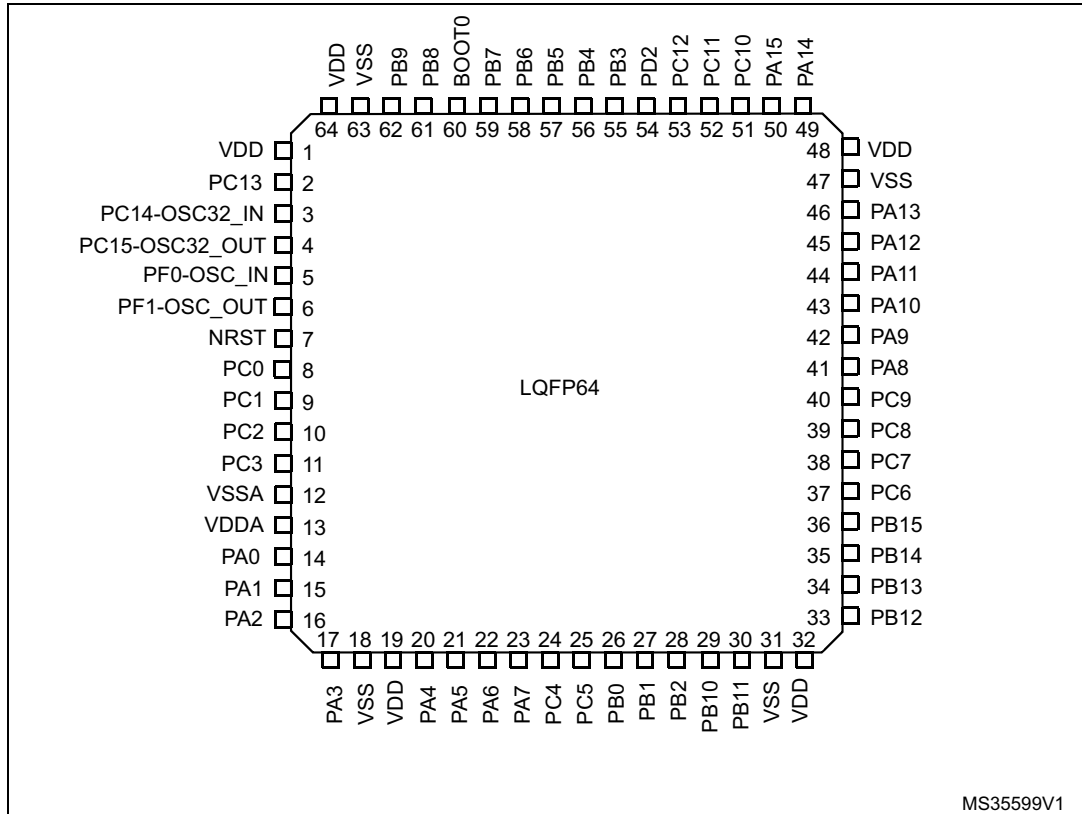 VDD
VSS
PB9
PB8
BOOT0
PB7
PB6
PB5
PB4
PB3
PD2
PC12
PC11
PC10
PA15
PA14
64 63 62 61 60 59 58 57 56 55 54 53 52 51 50 49
VDD 1
PC13 2
PC14-OSC32_IN 3
PC15-OSC32_OUT 4
PF0-OSC_IN 5
PF1-OSC_OUT 6
NRST 7
PC0 8
PC1 9
PC2 10
PC3 11
VSSA 12
VDDA 13
PA0 14
PA1 15
PA2 16
LQFP64
48 VDD
47 VSS
46 PA13
45 PA12
44 PA11
43 PA10
42 PA9
41 PA8
40 PC9
39 PC8
38 PC7
37 PC6
36 PB15
35 PB14
34 PB13
33 PB12
17 18 19 20 21 22 23 24 25 26 27 28 29 30 31 32
PA3
VSS
VDD
PA4
PA5
PA6
PA7
PC4
PC5
PB0
PB1
PB2
PB10
PB11
VSS
VDD
MS35599V1